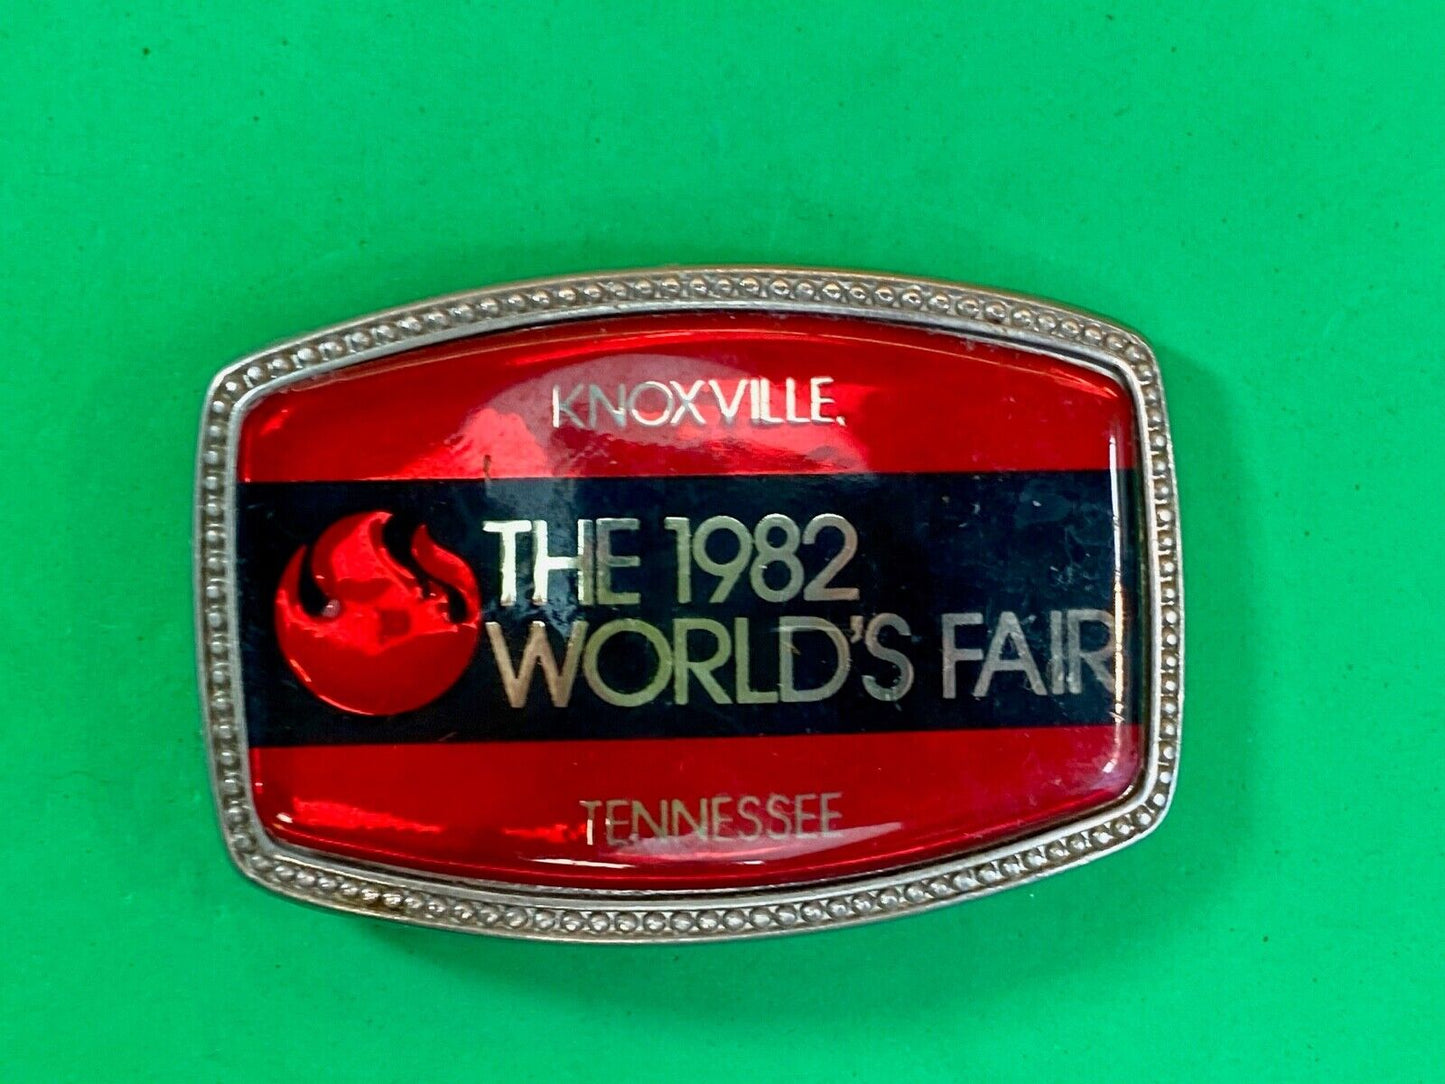 KNOXVILLE,
THE 1982
WORLD'S FAIR
TENNESSEE